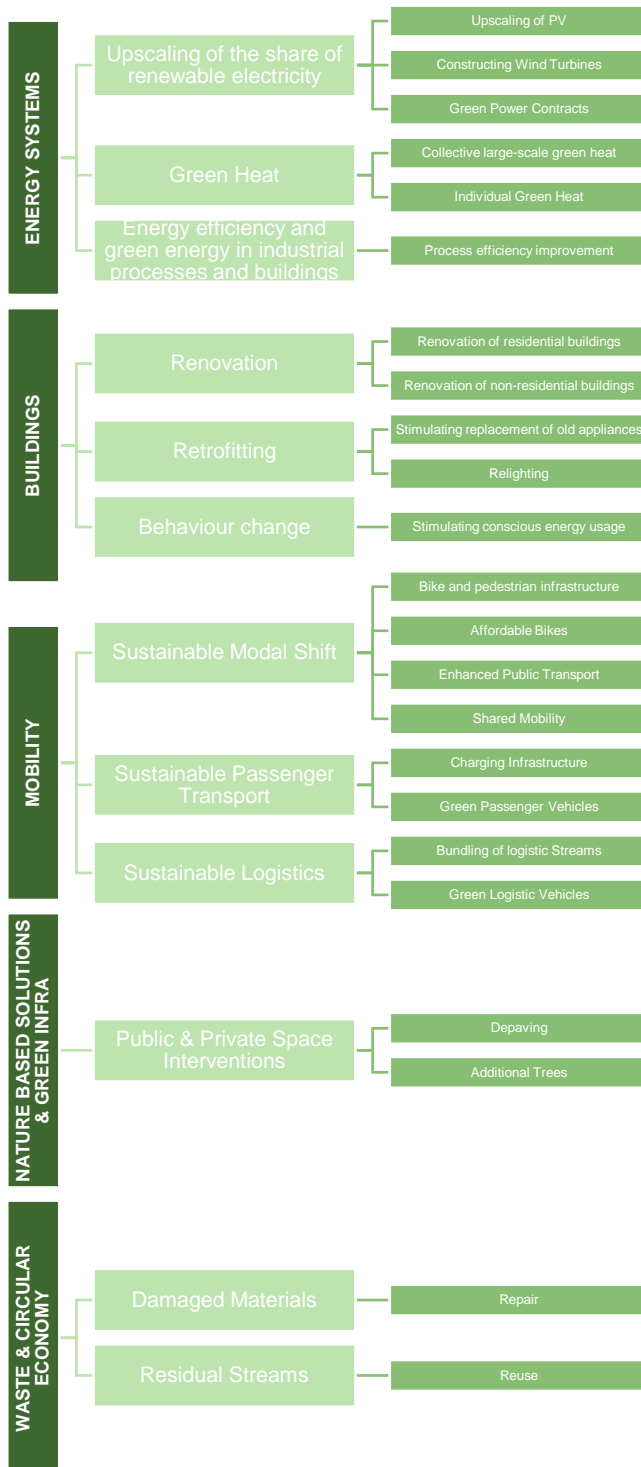 ENERGY SYSTEMS
Upscaling of the share of
renewable electricity
Upscaling of PV
Constructing Wind Turbines
Green Power Contracts
Green Heat
Collective large-scale green heat
Individual Green Heat
Energy efficiency and
green energy in industrial
processes and buildings
Process efficiency improvement
BUILDINGS
Renovation
Renovation of residential buildings
Renovation of non-residential buildings
Retrofitting
Stimulating replacement of old appliances
Relighting
Behaviour change
Stimulating conscious energy usage
MOBILITY
Sustainable Modal Shift
Bike and pedestrian infrastructure
Affordable Bikes
Enhanced Public Transport
Shared Mobility
Sustainable Passenger
Transport
Charging Infrastructure
Green Passenger Vehicles
Sustainable Logistics
Bundling of logistic Streams
Green Logistic Vehicles
NATURE BASED SOLUTIONS
& GREEN INFRA
Public & Private Space
Interventions
Depaving
Additional Trees
WASTE & CIRCULAR
ECONOMY
Damaged Materials
Repair
Residual Streams
Reuse